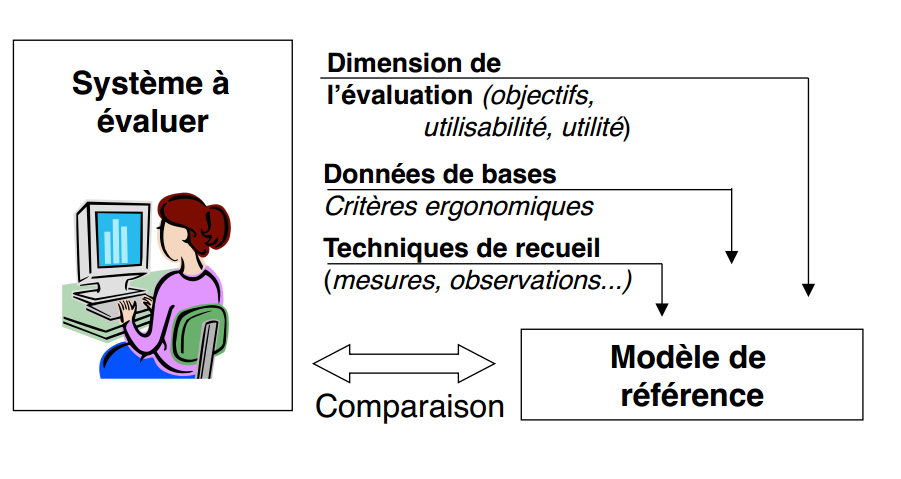 Système à
évaluer
Dimension de
l'évaluation (objectifs,
utilisabilité, utilité)
Données de bases
Critères ergonomiques
Techniques de recueil
(mesures, observations...)
Comparaison
Modèle de
référence